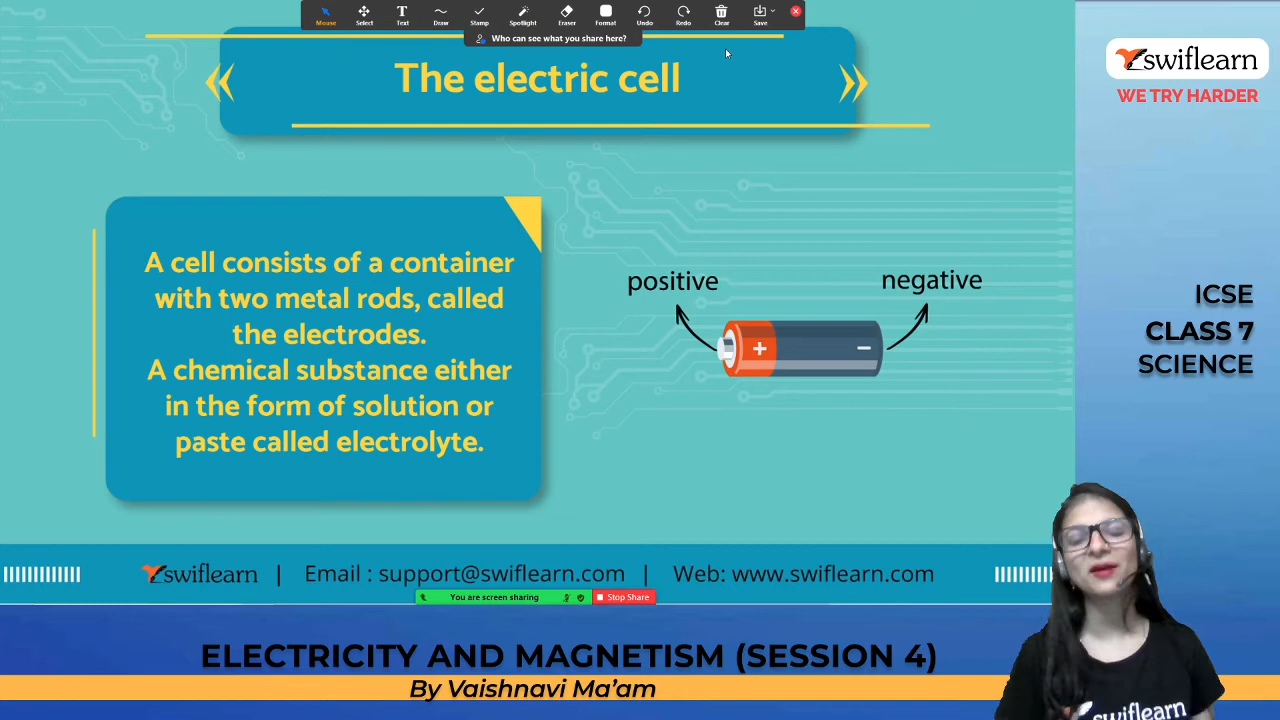 Mouse Select Text Draw Stamp Spotlight Eraser Format Undo Redo Clear Save
Who can see what you share here?
The electric cell
swiflearn
WE TRY HARDER
A cell consists of a container
with two metal rods, called
the electrodes.
A chemical substance either
in the form of solution or
paste called electrolyte.
positive
negative
+
−
ICSE
CLASS 7
SCIENCE
swiflearn | Email : support@swiflearn.com | Web: www.swiflearn.com
You are screen sharing
Stop Share
ELECTRICITY AND MAGNETISM (SESSION 4)
By Vaishnavi Ma’am
swiflearn